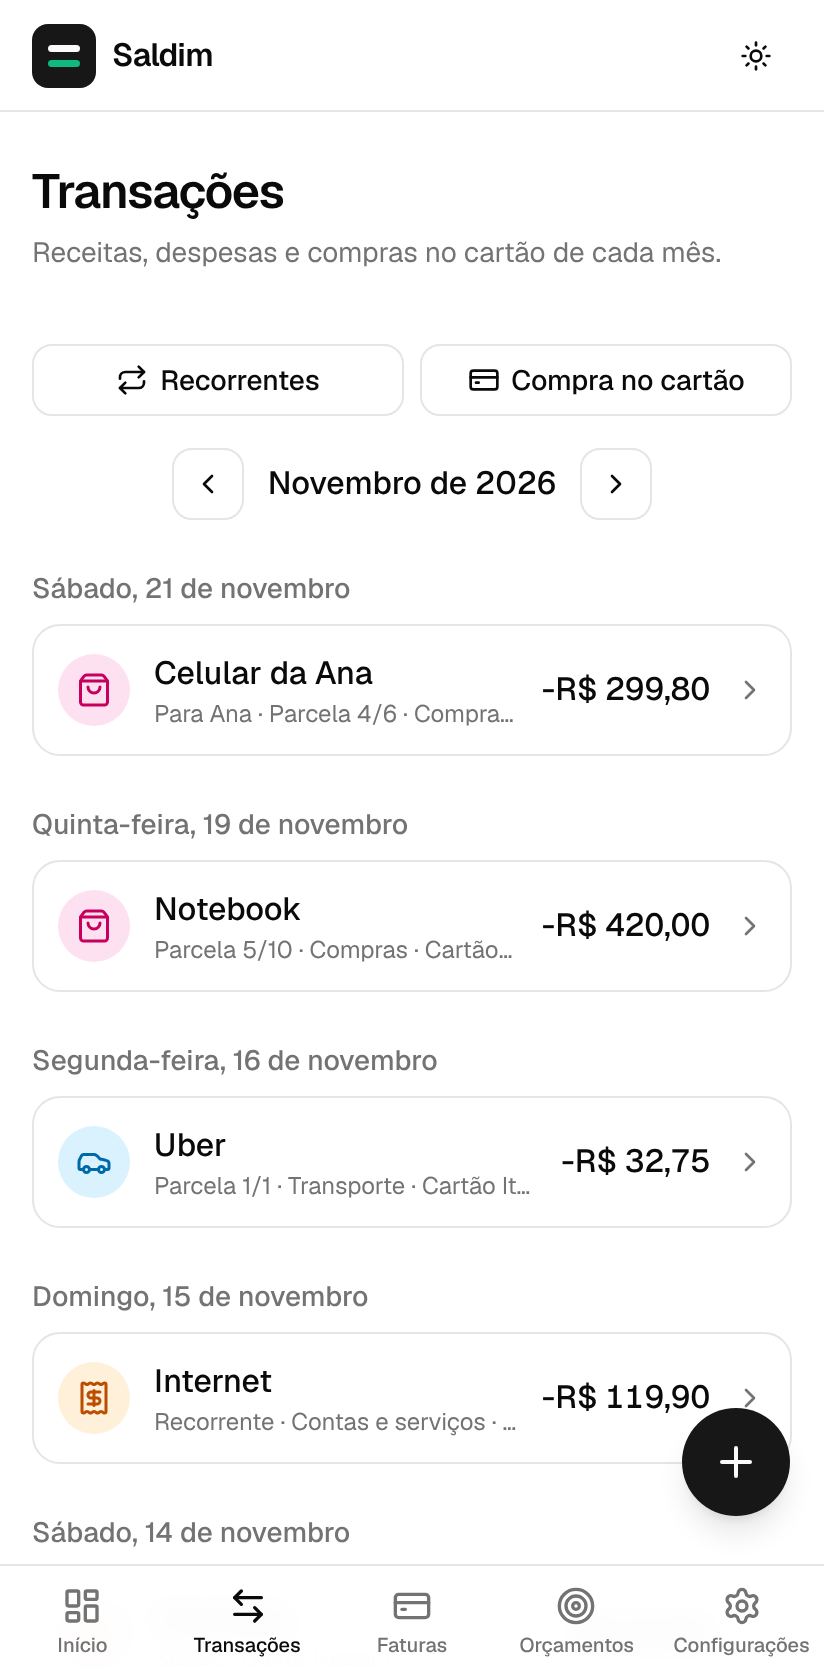 Saldim
Transações
Receitas, despesas e compras no cartão de cada mês.
Recorrentes
Compra no cartão
Novembro de 2026
Sábado, 21 de novembro
Celular da Ana
-R$ 299,80
Para Ana · Parcela 4/6 · Compra...
Quinta-feira, 19 de novembro
Notebook
-R$ 420,00
Parcela 5/10 · Compras · Cartão...
Segunda-feira, 16 de novembro
Uber
-R$ 32,75
Parcela 1/1 · Transporte · Cartão It...
Domingo, 15 de novembro
Internet
-R$ 119,90
Recorrente · Contas e serviços · ...
Sábado, 14 de novembro
Início
Transações
Faturas
Orçamentos
Configurações